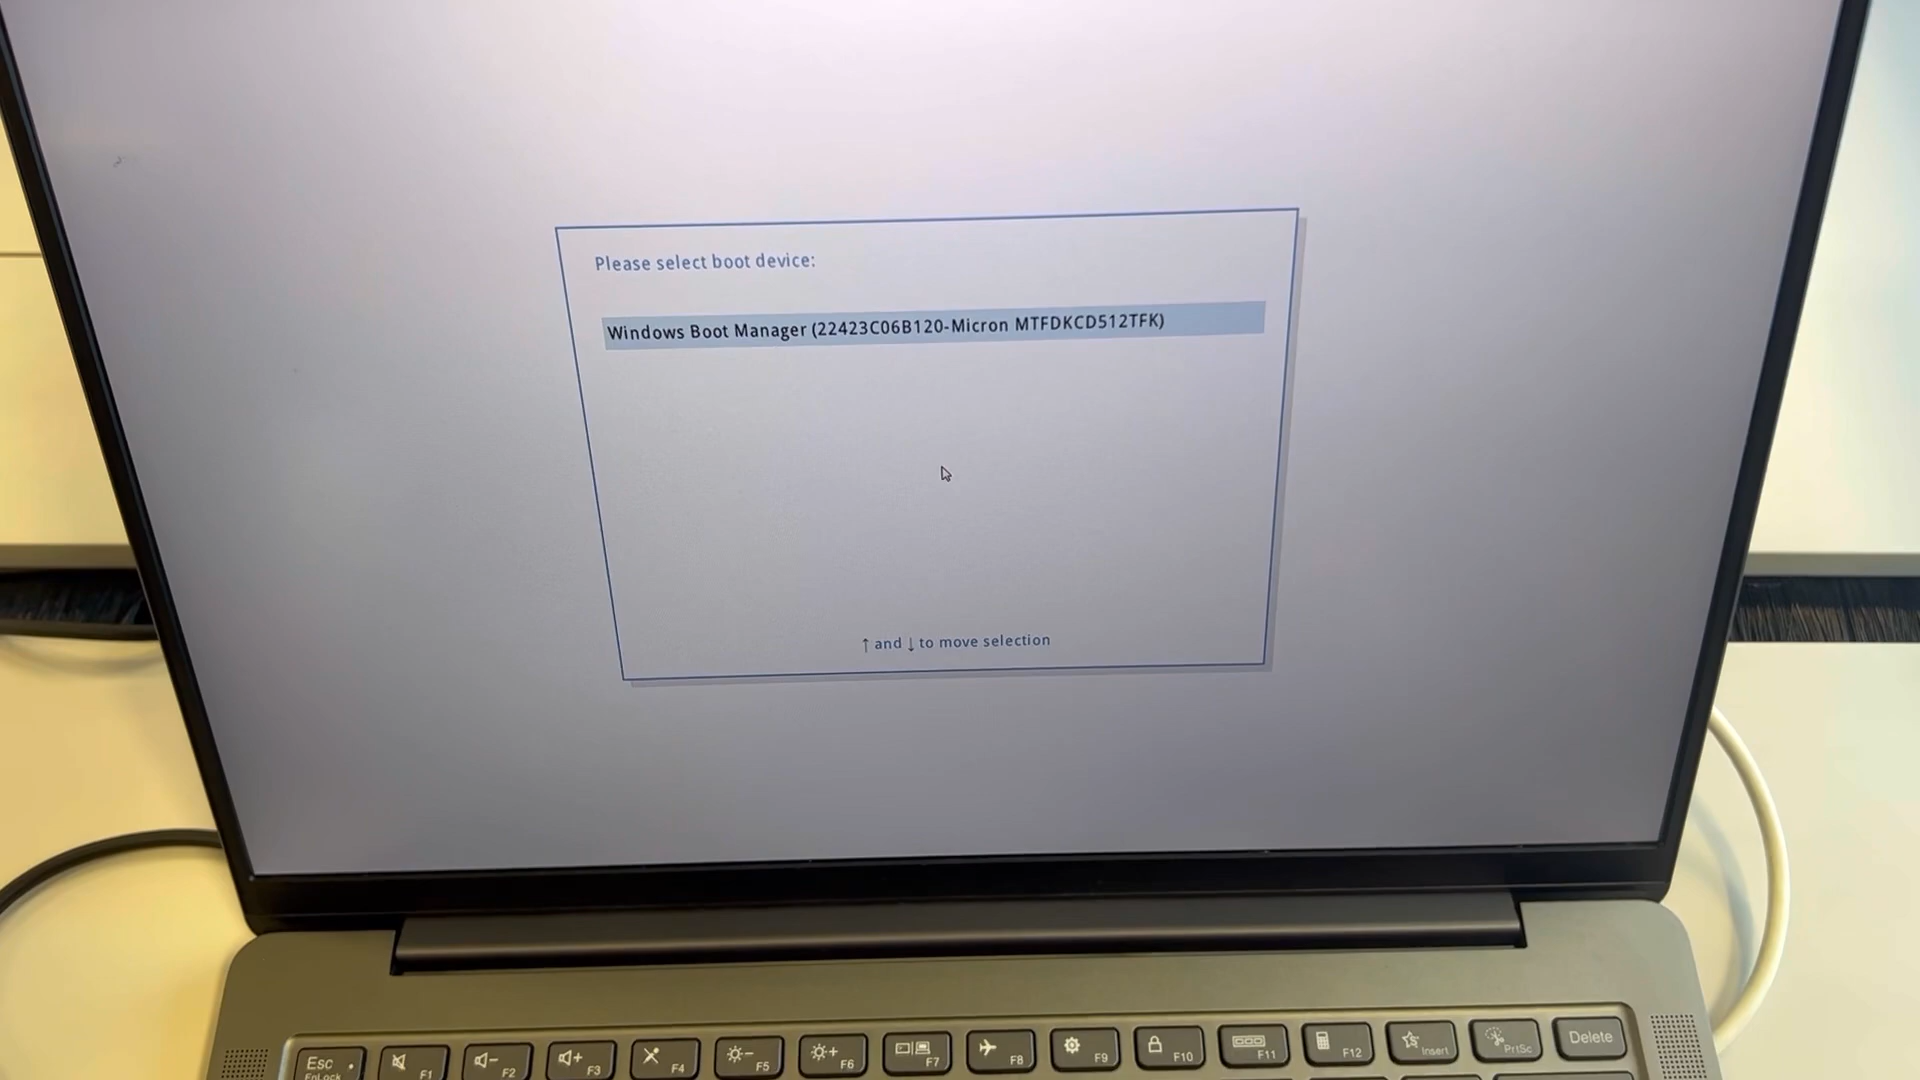 Please select boot device:
Windows Boot Manager (22423C06B120-Micron MTFDKCD512TFK)
↑ and ↓ to move selection
Esc F1 F2 F3 F4 F5 F6 F7 F8 F9 F10 F11 F12 Insert PrtSc Delete
FnLock